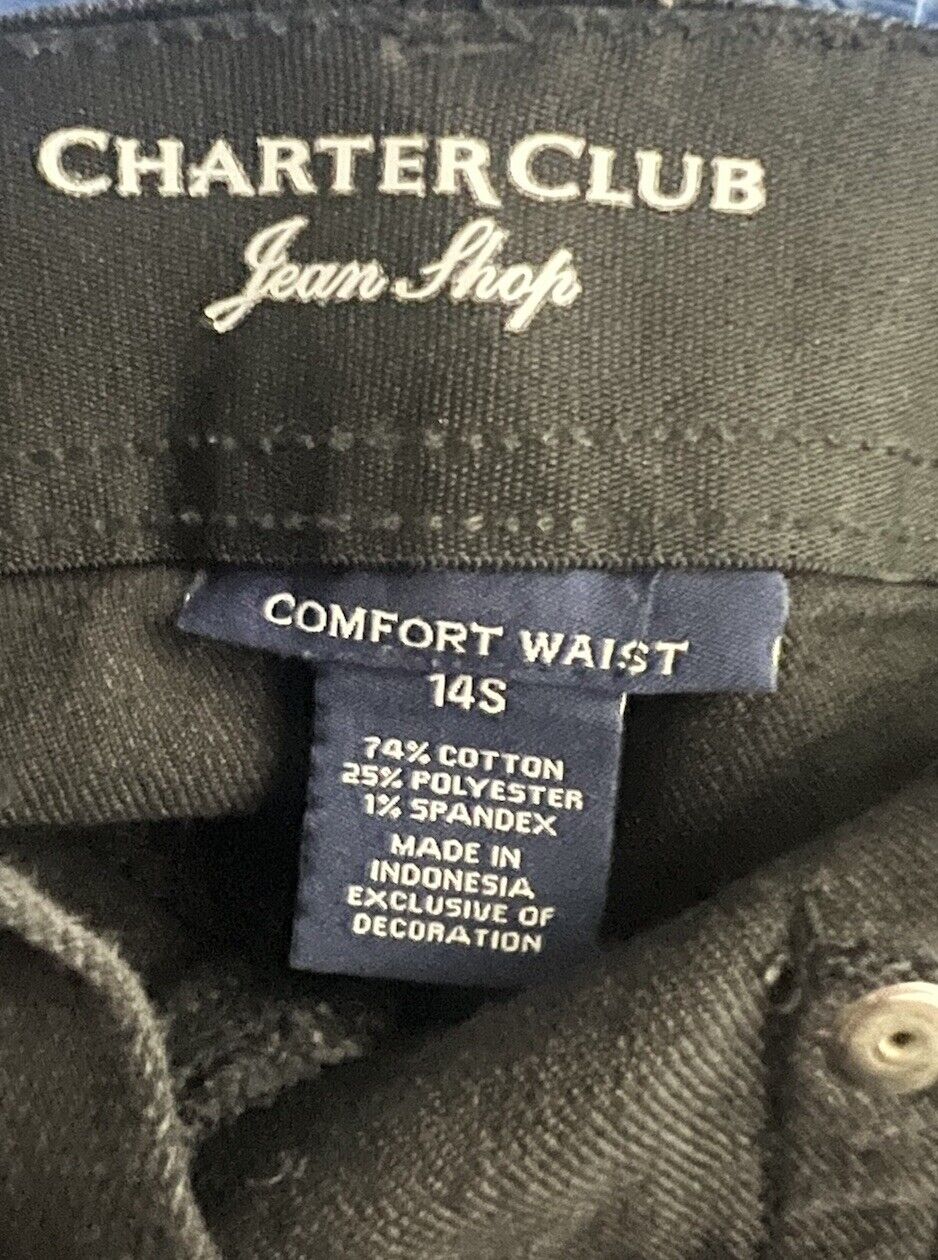 CHARTER CLUB
Jean Shop
COMFORT WAIST
14S
74% COTTON
25% POLYESTER
1% SPANDEX
MADE IN
INDONESIA
EXCLUSIVE OF
DECORATION